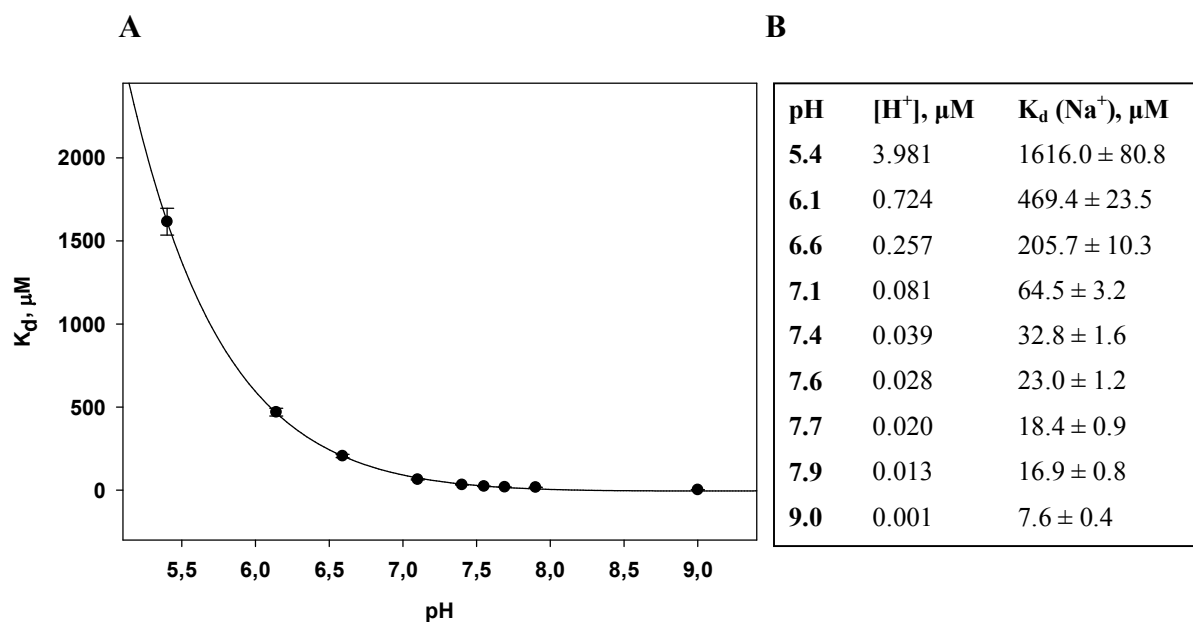 A
B
K_d, µM
2000
1500
1000
500
0
5,5 6,0 6,5 7,0 7,5 8,0 8,5 9,0
pH
pH [H⁺], µM K_d (Na⁺), µM
5.4 3.981 1616.0 ± 80.8
6.1 0.724 469.4 ± 23.5
6.6 0.257 205.7 ± 10.3
7.1 0.081 64.5 ± 3.2
7.4 0.039 32.8 ± 1.6
7.6 0.028 23.0 ± 1.2
7.7 0.020 18.4 ± 0.9
7.9 0.013 16.9 ± 0.8
9.0 0.001 7.6 ± 0.4